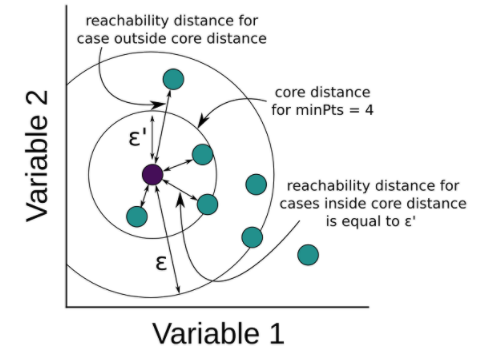 reachability distance for
case outside core distance
core distance
for minPts = 4
ε'
reachability distance for
cases inside core distance
is equal to ε'
ε
Variable 2
Variable 1